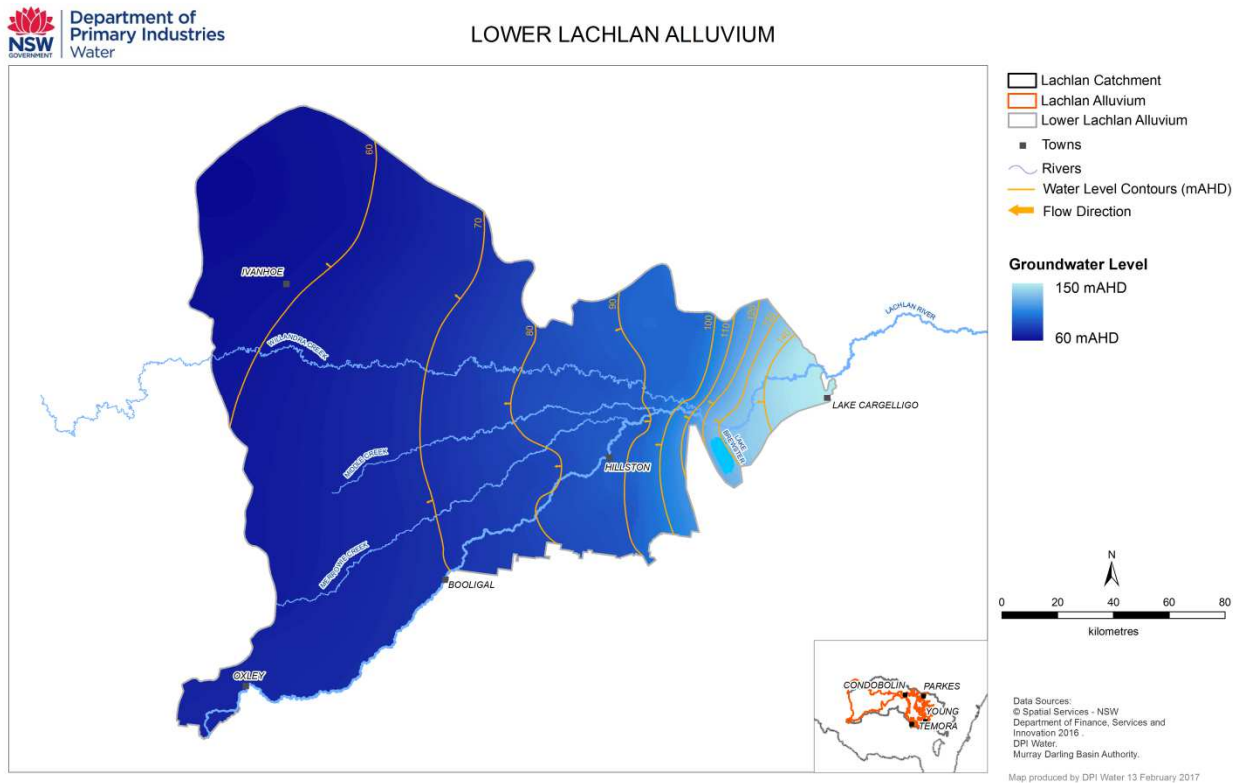 NSW
GOVERNMENT
Department of
Primary Industries
Water
LOWER LACHLAN ALLUVIUM
Lachlan Catchment
Lachlan Alluvium
Lower Lachlan Alluvium
Towns
Rivers
Water Level Contours (mAHD)
Flow Direction
Groundwater Level
150 mAHD
60 mAHD
60
70
80
90
100
110
IVANHOE
WILLANDRA CREEK
LACHLAN RIVER
LAKE CARGELLIGO
LAKE
BREWSTER
MIDDLE CREEK
HILLSTON
MERROWIE CREEK
BOOLIGAL
OXLEY
N
0 20 40 60 80
kilometres
CONDOBOLIN
PARKES
YOUNG
TEMORA
Data Sources:
© Spatial Services - NSW
Department of Finance, Services and
Innovation 2016 .
DPI Water.
Murray Darling Basin Authority.
Map produced by DPI Water 13 February 2017